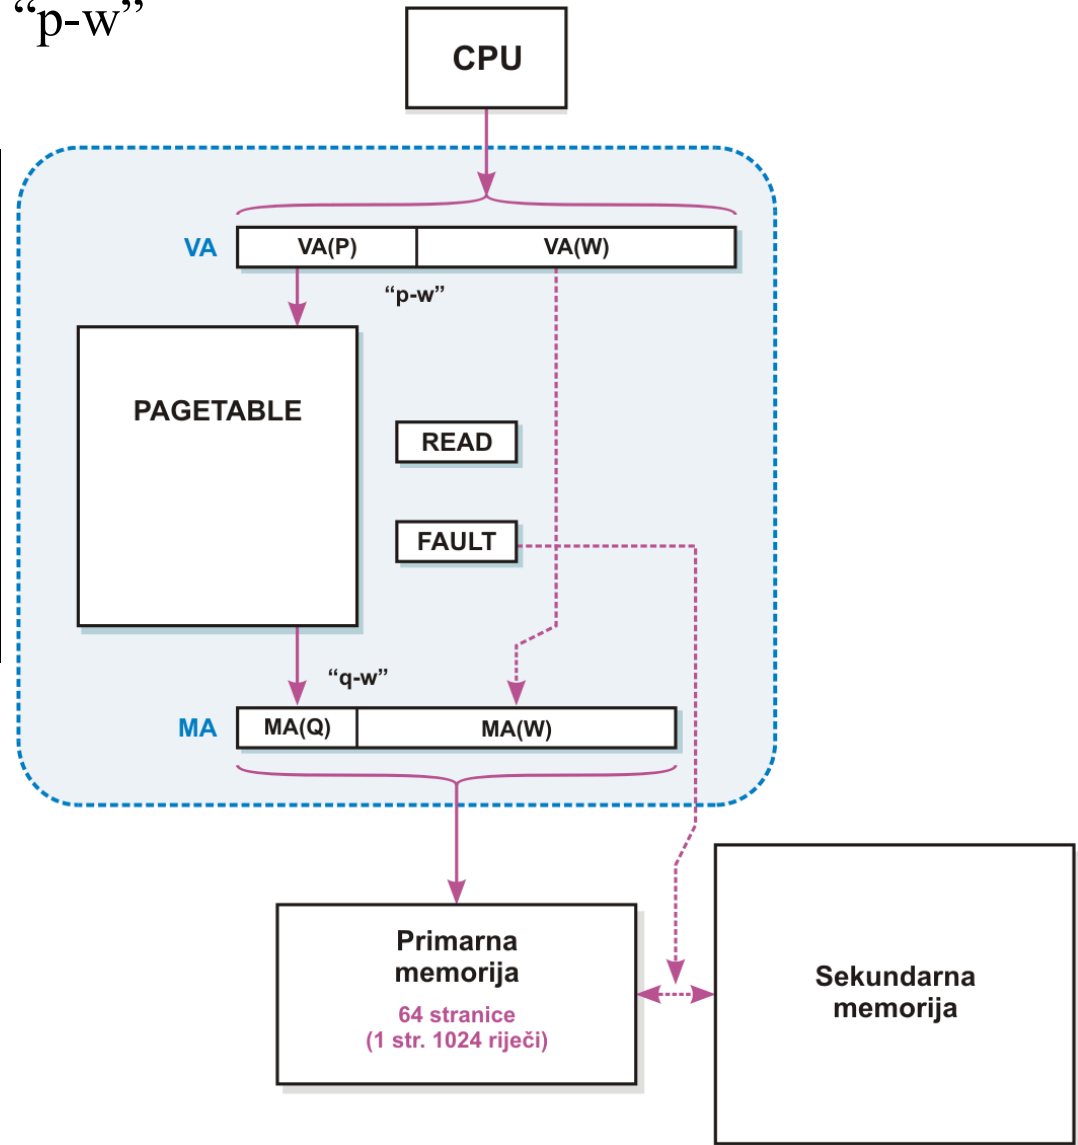 “p-w”
CPU
VA
VA(P)
VA(W)
“p-w”
PAGETABLE
READ
FAULT
“q-w”
MA
MA(Q)
MA(W)
Primarna
memorija
64 stranice
(1 str. 1024 riječi)
Sekundarna
memorija